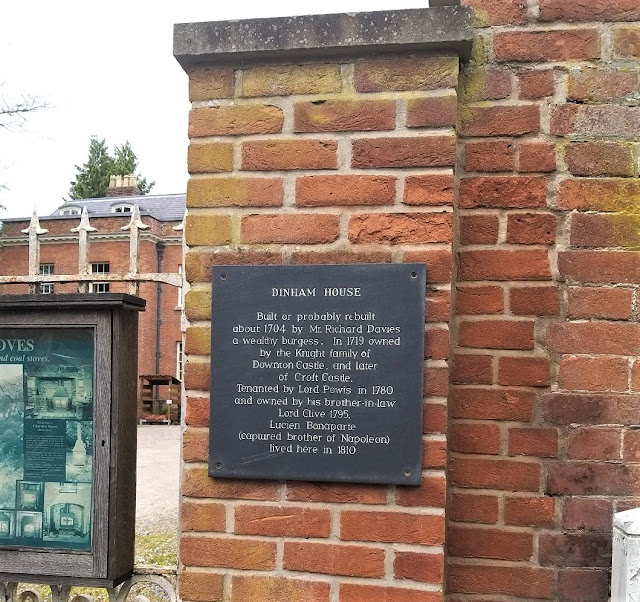 DINHAM HOUSE
Built or probably rebuilt
about 1704 by Mr. Richard Davies
a wealthy burgess. In 1719 owned
by the Knight family of
Downton Castle, and later
of Croft Castle.
Tenanted by Lord Powis in 1780
and owned by his brother-in-law
Lord Clive 1795.
Lucien Bonaparte
(captured brother of Napoleon)
lived here in 1810
OVES
and coal stoves.